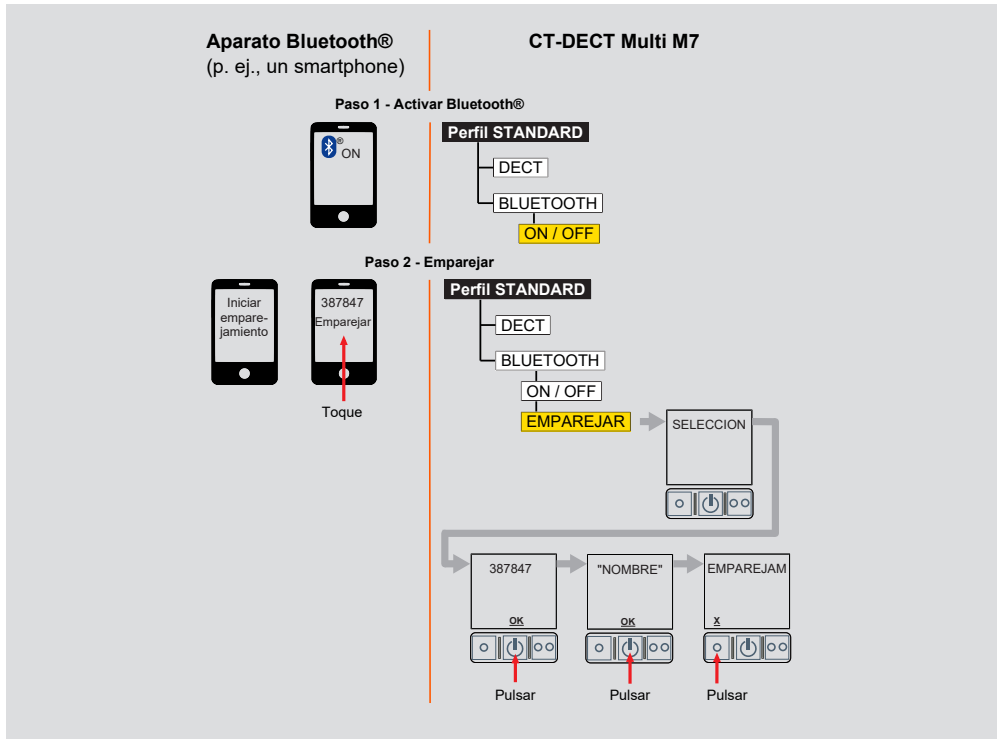 Aparato Bluetooth®
(p. ej., un smartphone)
CT-DECT Multi M7
Paso 1 - Activar Bluetooth®
® ON
Perfil STANDARD
DECT
BLUETOOTH
ON / OFF
Paso 2 - Emparejar
Iniciar
empare-
jamiento
387847
Emparejar
Toque
Perfil STANDARD
DECT
BLUETOOTH
ON / OFF
EMPAREJAR
SELECCION
387847
OK
Pulsar
"NOMBRE"
OK
Pulsar
EMPAREJAM
X
Pulsar